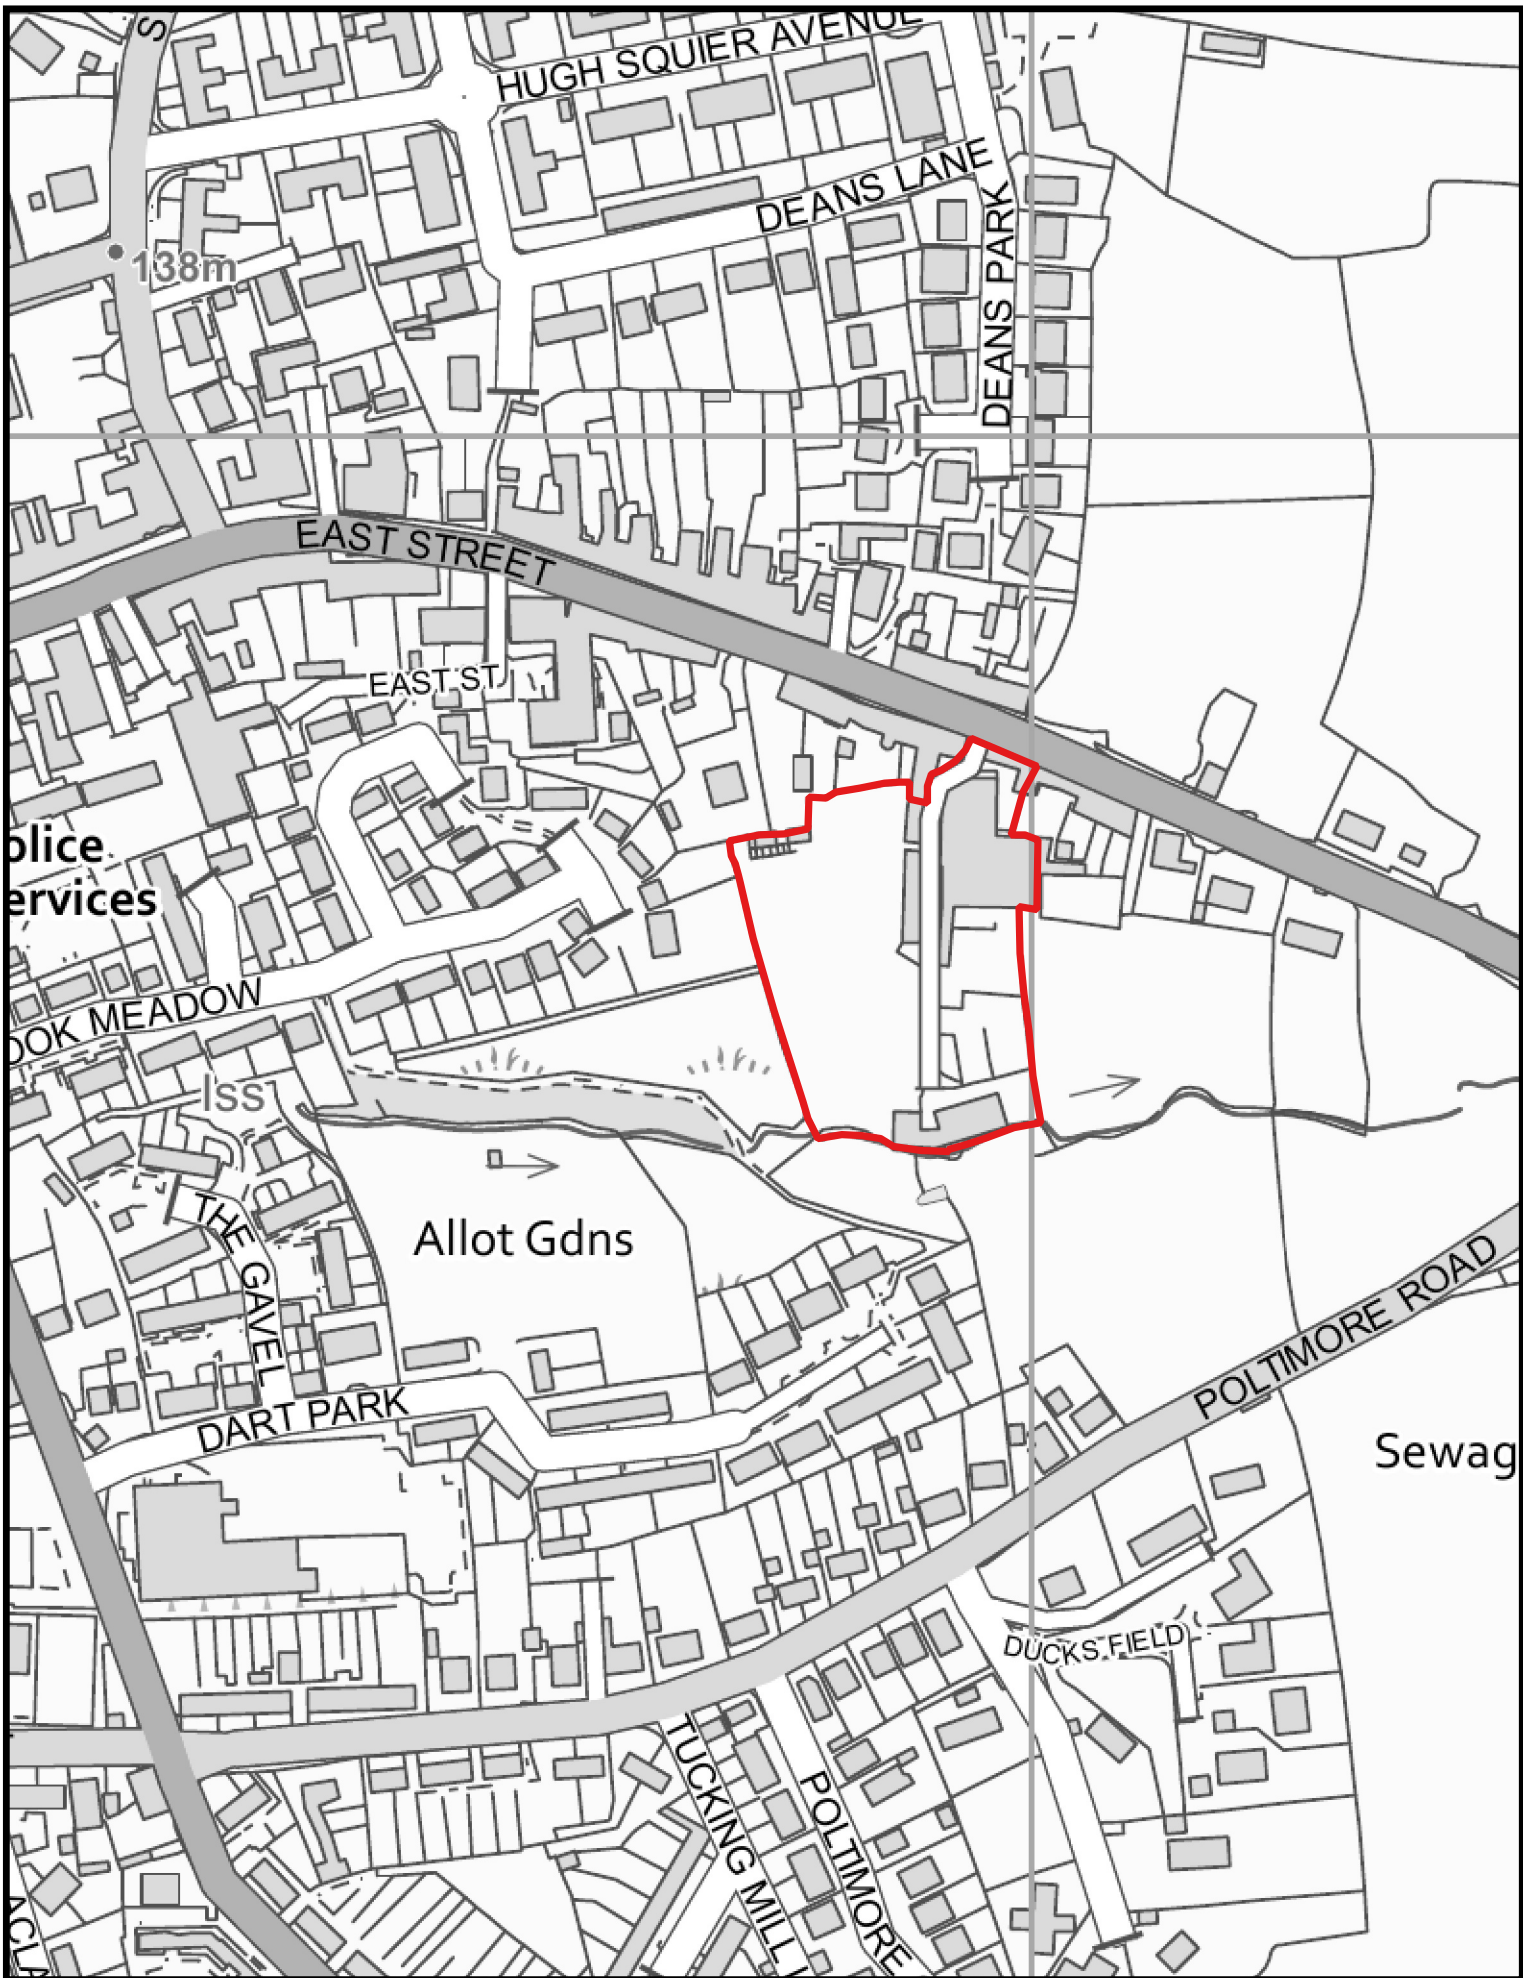 S
HUGH SQUIER AVENUE
DEANS LANE
DEANS PARK
138m
EAST STREET
EAST ST
olice
ervices
OOK MEADOW
Iss
THE GAVEL
Allot Gdns
DART PARK
POLTIMORE ROAD
Sewag
DUCKS FIELD
TUCKING MILL L
POLTIMORE
ACLA